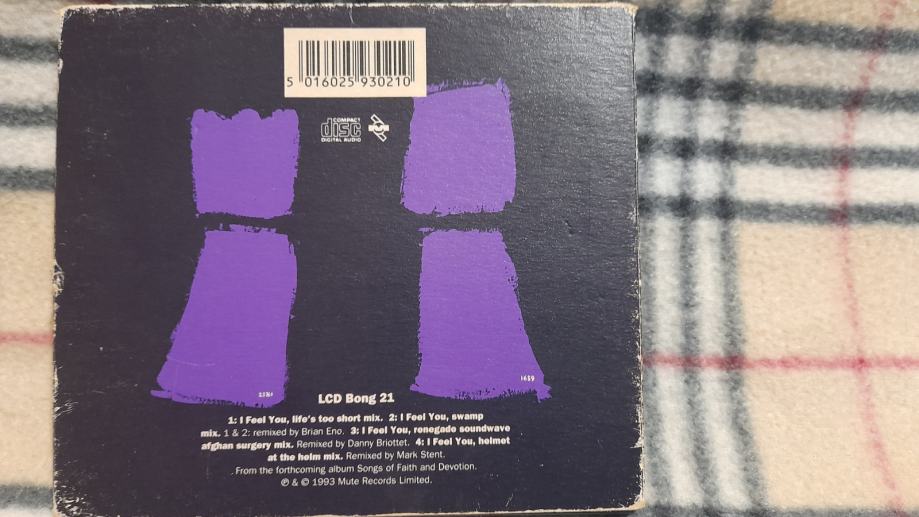 5 016025 930210
COMPACT
disc
DIGITAL AUDIO
LCD Bong 21
1: I Feel You, life's too short mix. 2: I Feel You, swamp
mix. 1 & 2: remixed by Brian Eno. 3: I Feel You, renegade soundwave
afghan surgery mix. Remixed by Danny Briottet. 4: I Feel You, helmet
at the helm mix. Remixed by Mark Stent.
From the forthcoming album Songs of Faith and Devotion.
℗ & © 1993 Mute Records Limited.